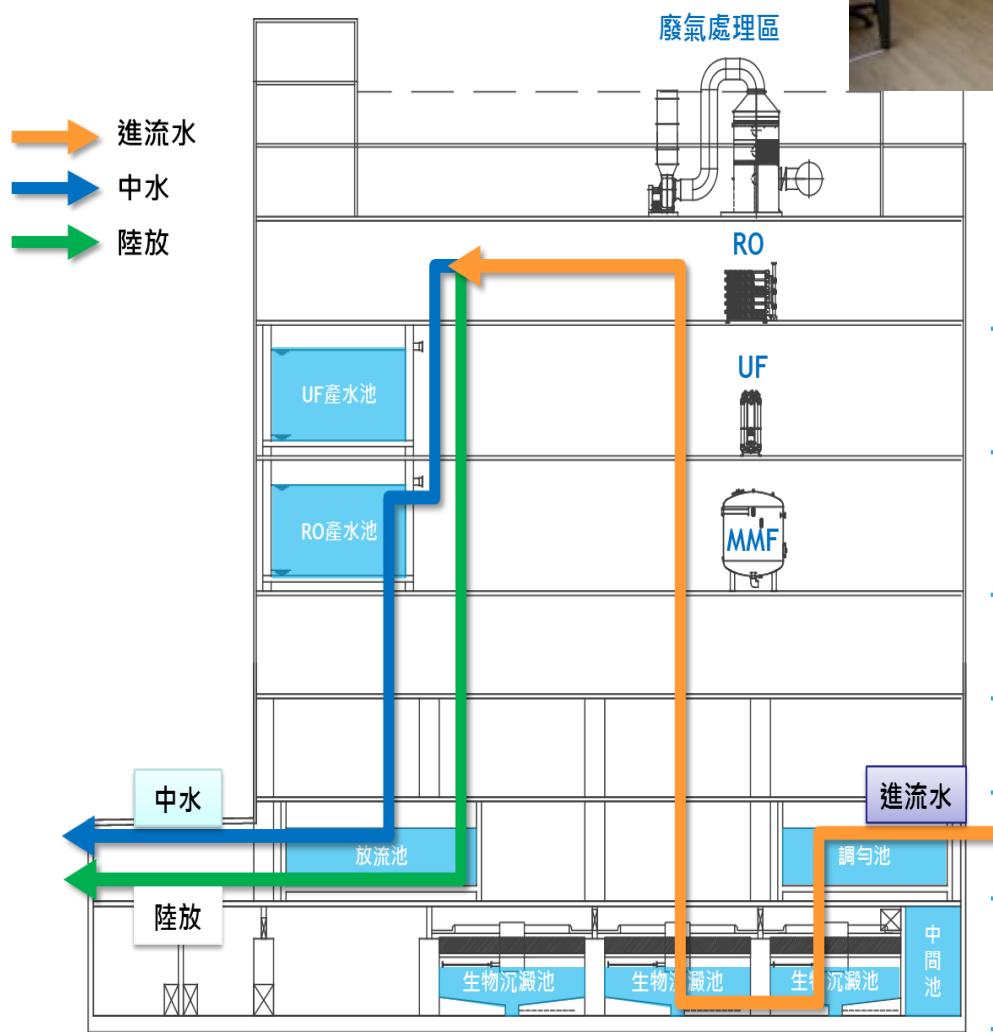 廢氣處理區
進流水
中水
陸放
RO
UF
UF產水池
RO產水池
MMF
中水
進流水
放流池
調勻池
陸放
中間池
生物沉澱池
生物沉澱池
生物沉澱池